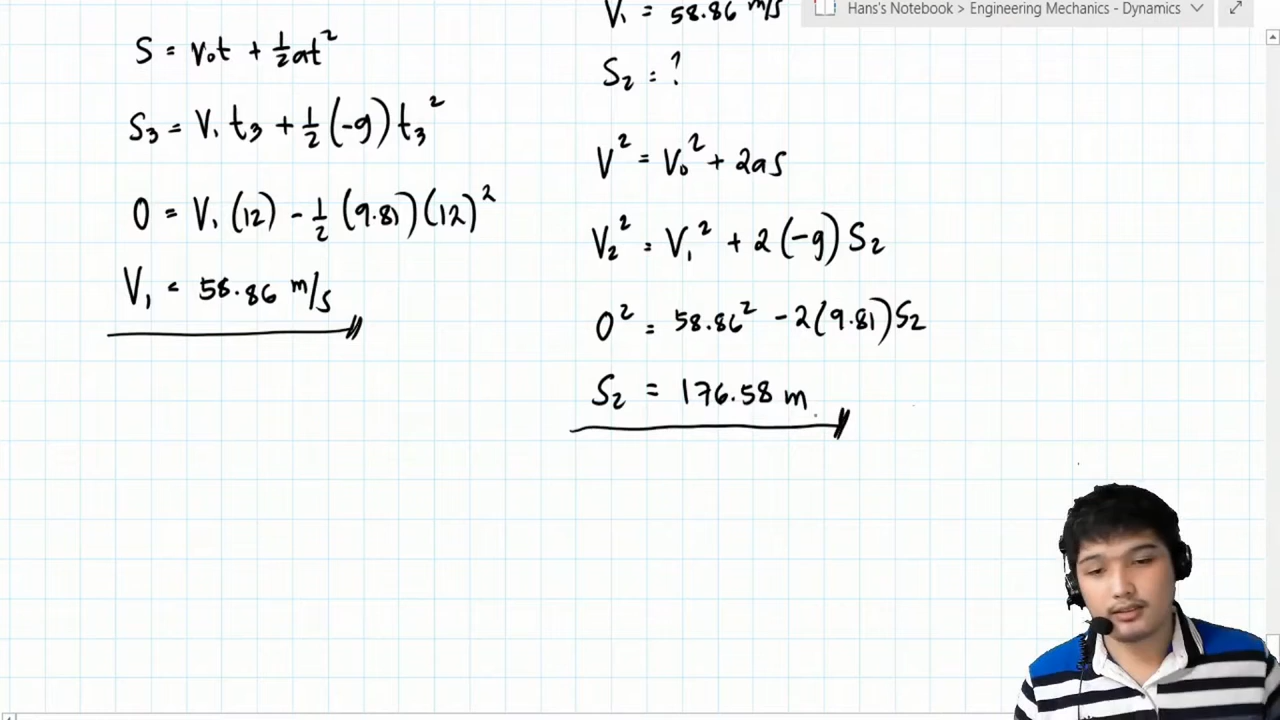 Hans's Notebook > Engineering Mechanics - Dynamics
S = V₀t + ½at²
S₃ = V₁ t₃ + ½ (-g) t₃²
0 = V₁ (12) - ½ (9.81)(12)²
V₁ = 58.86 m/s
V₁ = 58.86 m/s
S₂ = ?
V² = V₀² + 2as
V₂² = V₁² + 2 (-g) S₂
0² = 58.86² - 2(9.81)S₂
S₂ = 176.58 m